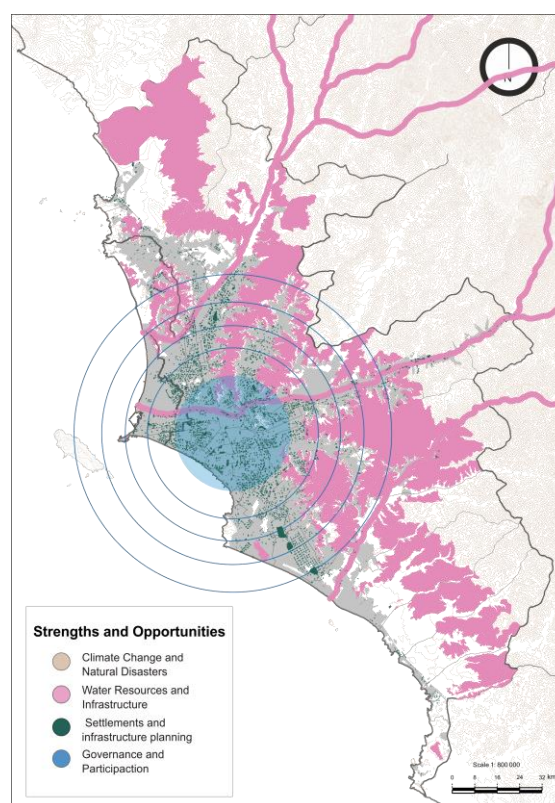 N
Strengths and Opportunities
Climate Change and
Natural Disasters
Water Resources and
Infrastructure
Settlements and
infrastructure planning
Governance and
Participaction
Scale 1: 800 000
0 8 16 24 32 km